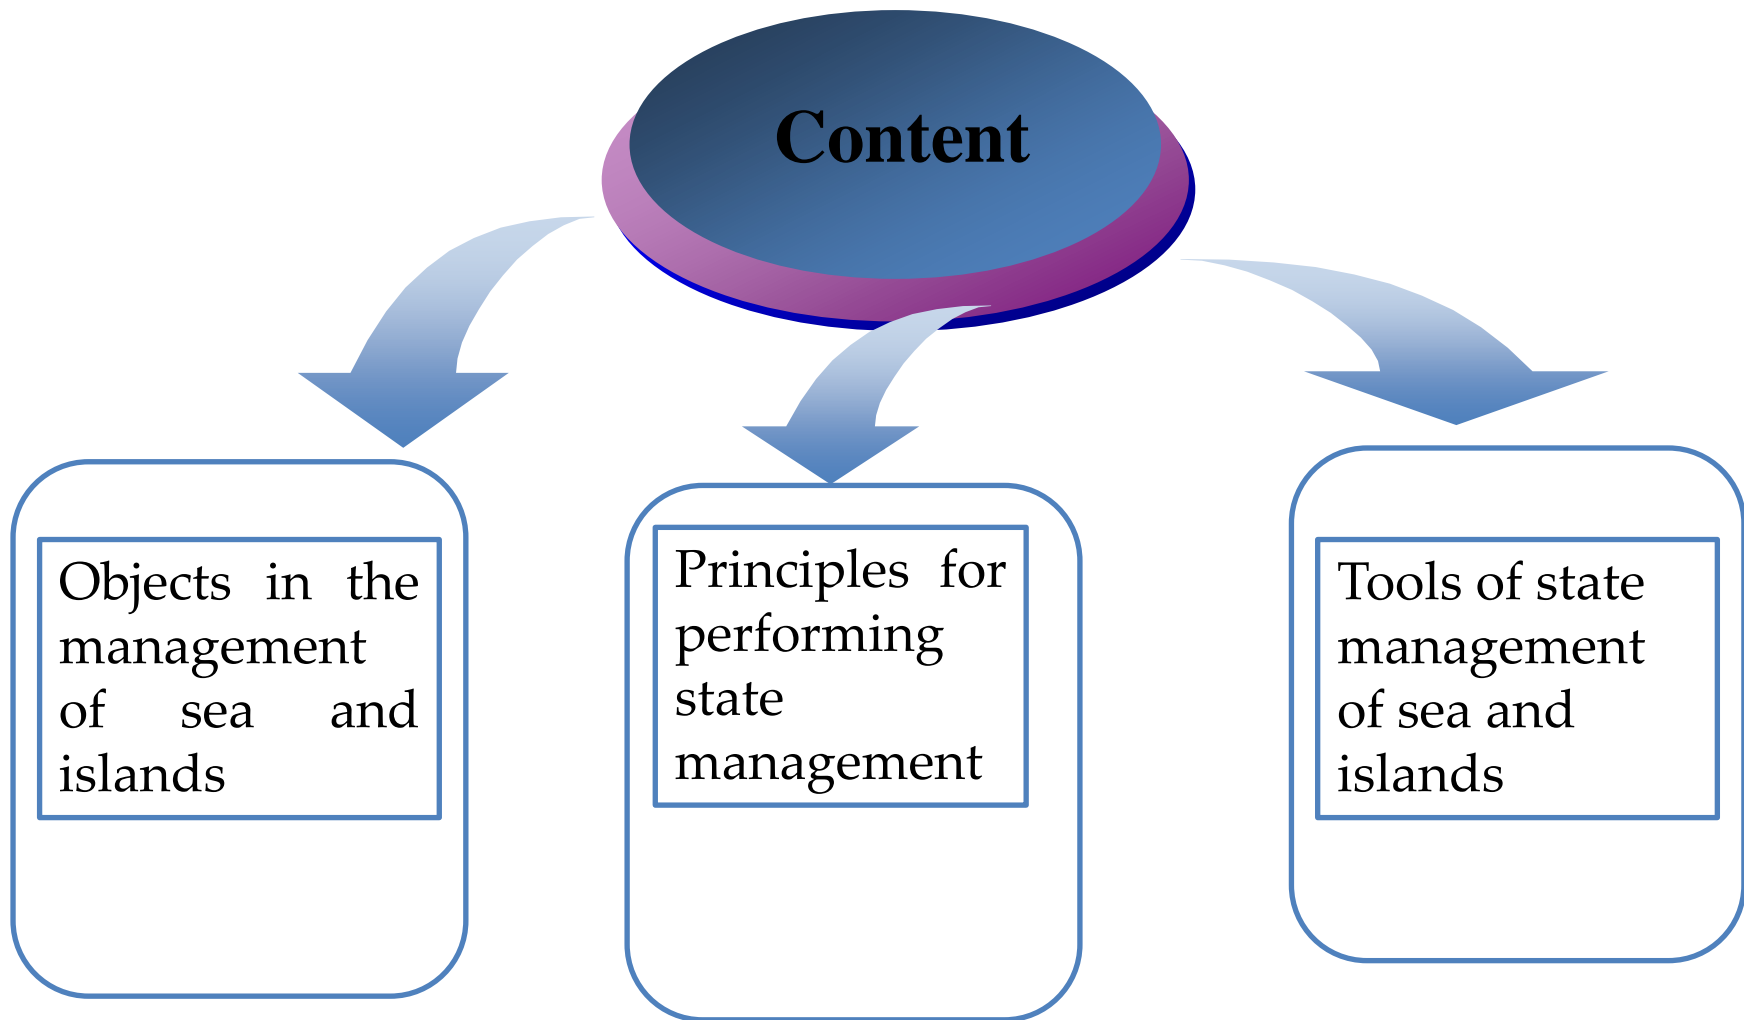 Content
Objects in the
management
of sea and
islands
Principles for
performing
state
management
Tools of state
management
of sea and
islands